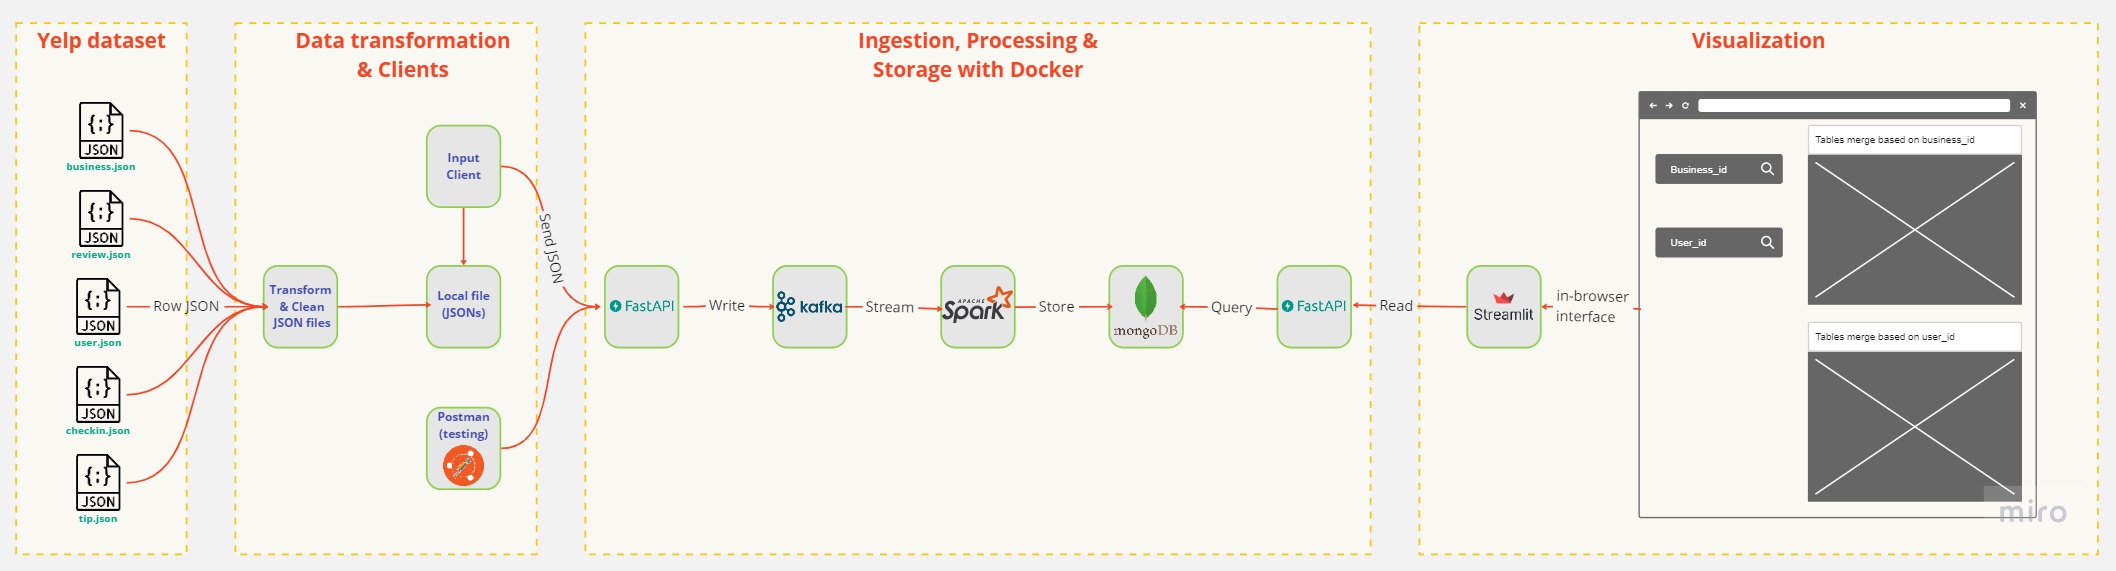 Yelp dataset
{;}
JSON
business.json
{;}
JSON
review.json
{;}
JSON
user.json
{;}
JSON
checkin.json
{;}
JSON
tip.json
Row JSON
Data transformation
& Clients
Transform
& Clean
JSON files
Input
Client
Local file
(JSONs)
Postman
(testing)
Send JSON
Ingestion, Processing &
Storage with Docker
FastAPI
Write
kafka
Stream
APACHE
Spark
Store
mongoDB
Query
FastAPI
Read
Visualization
Streamlit
in-browser
interface
Business_id
User_id
Tables merge based on business_id
Tables merge based on user_id
miro